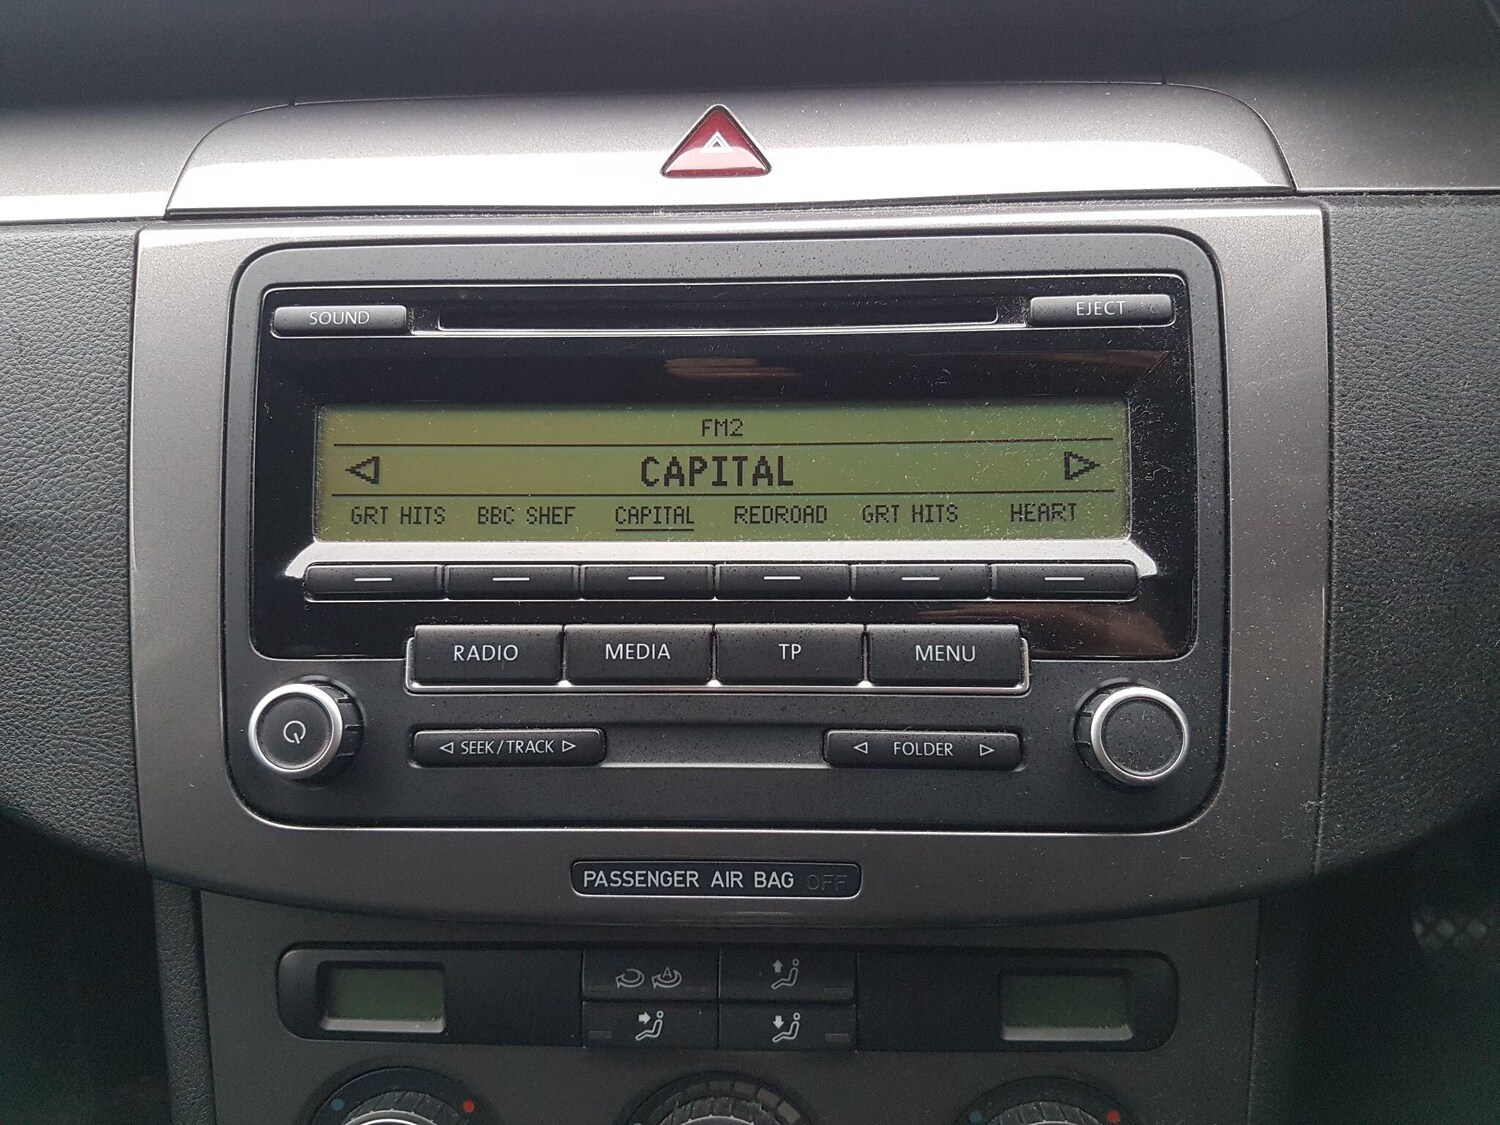 SOUND
EJECT
FM2
CAPITAL
GRT HITS BBC SHEF CAPITAL REDROAD GRT HITS HEART
RADIO MEDIA TP MENU
SEEK/TRACK FOLDER
PASSENGER AIR BAG OFF
A